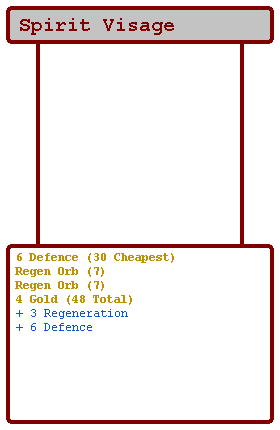 Spirit Visage
6 Defence (30 Cheapest)
Regen Orb (7)
Regen Orb (7)
4 Gold (48 Total)
+ 3 Regeneration
+ 6 Defence